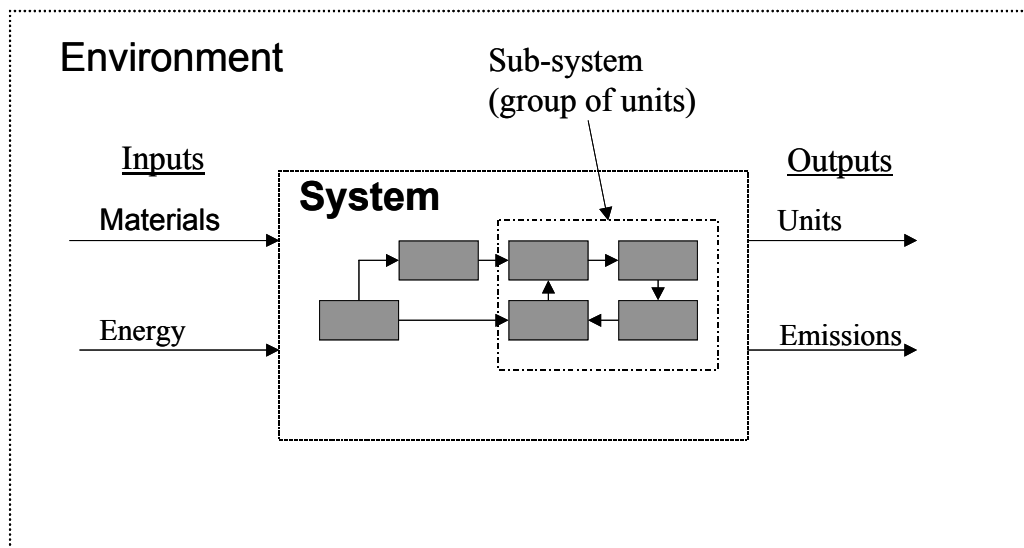 Environment
Sub-system
(group of units)
Inputs
Outputs
System
Materials
Units
Energy
Emissions